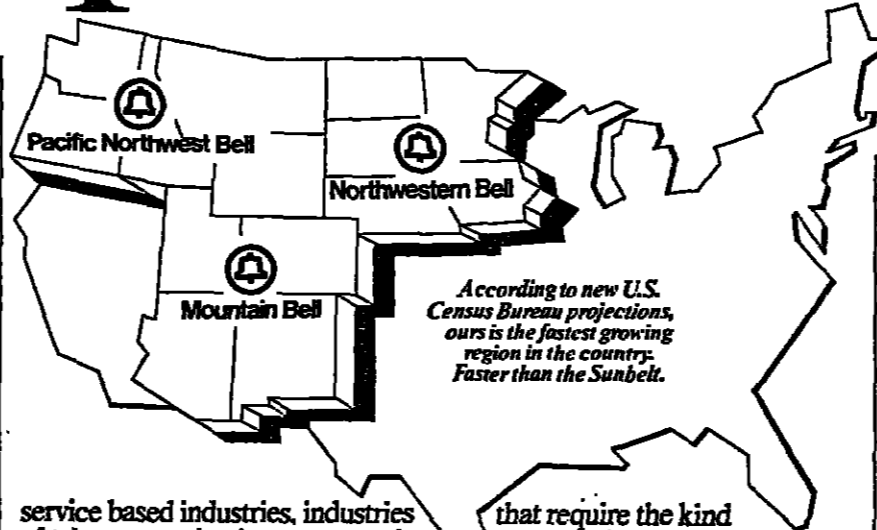 Pacific Northwest Bell
Northwestern Bell
Mountain Bell
According to new U.S.
Census Bureau projections,
ours is the fastest growing
region in the country.
Faster than the Sunbelt.
service based industries, industries
that require the kind